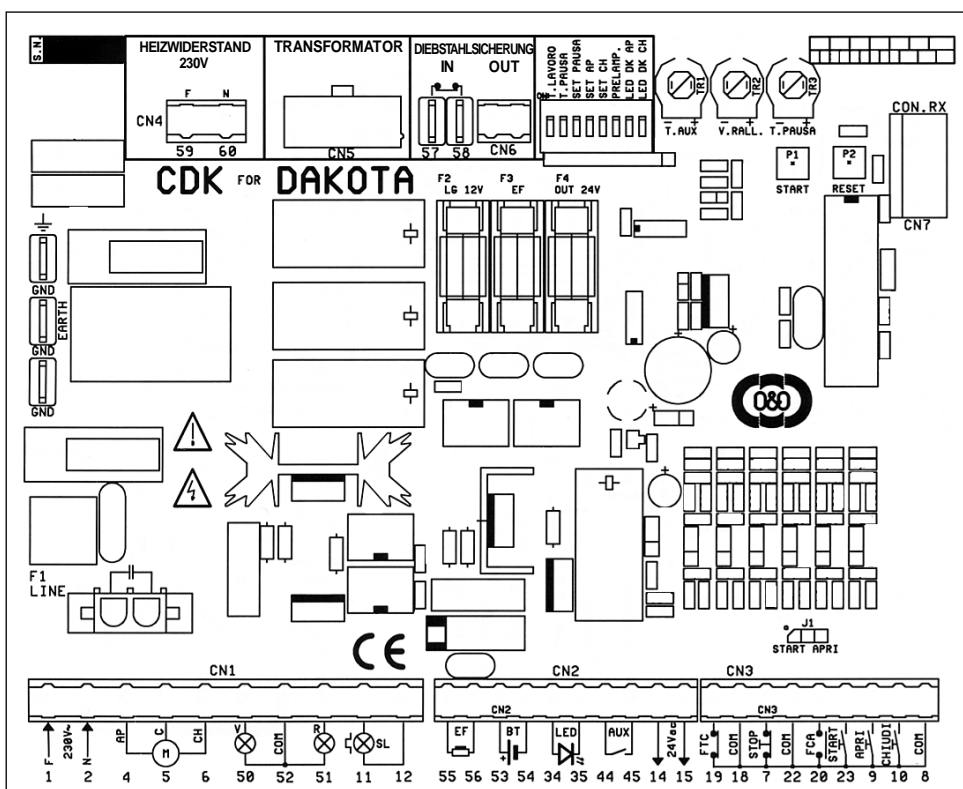 S.N.
HEIZWIDERSTAND
230V
F N
CN4
59 60
TRANSFORMATOR
CN5
DIEBSTAHLSICHERUNG
IN OUT
57 58 CN6
ON
T.LAVORO
T.PAUSA
SET PAUSA
SET AP
SET CH
PRELAMP.
LED DK AP
LED DK CH
TR1 TR2 TR3
- + - + - +
T.AUX V.RALL. T.PAUSA
CON.RX
P1 P2
START RESET
CN7
CDK FOR DAKOTA
F2 F3 F4
LG 12V EF OUT 24V
GND
EARTH
GND
GND
O&O
F1
LINE
CE
J1
START APRI
CN1 CN2 CN3
CN2 CN3
F 230V~ N AP C CH V COM R SL EF BT LED AUX 24V FTC COM STOP COM FCA START APRI CHIUDI COM
M
1 2 4 5 6 50 52 51 11 12 55 56 53 54 34 35 44 45 14 15 19 18 7 22 20 23 9 10 8